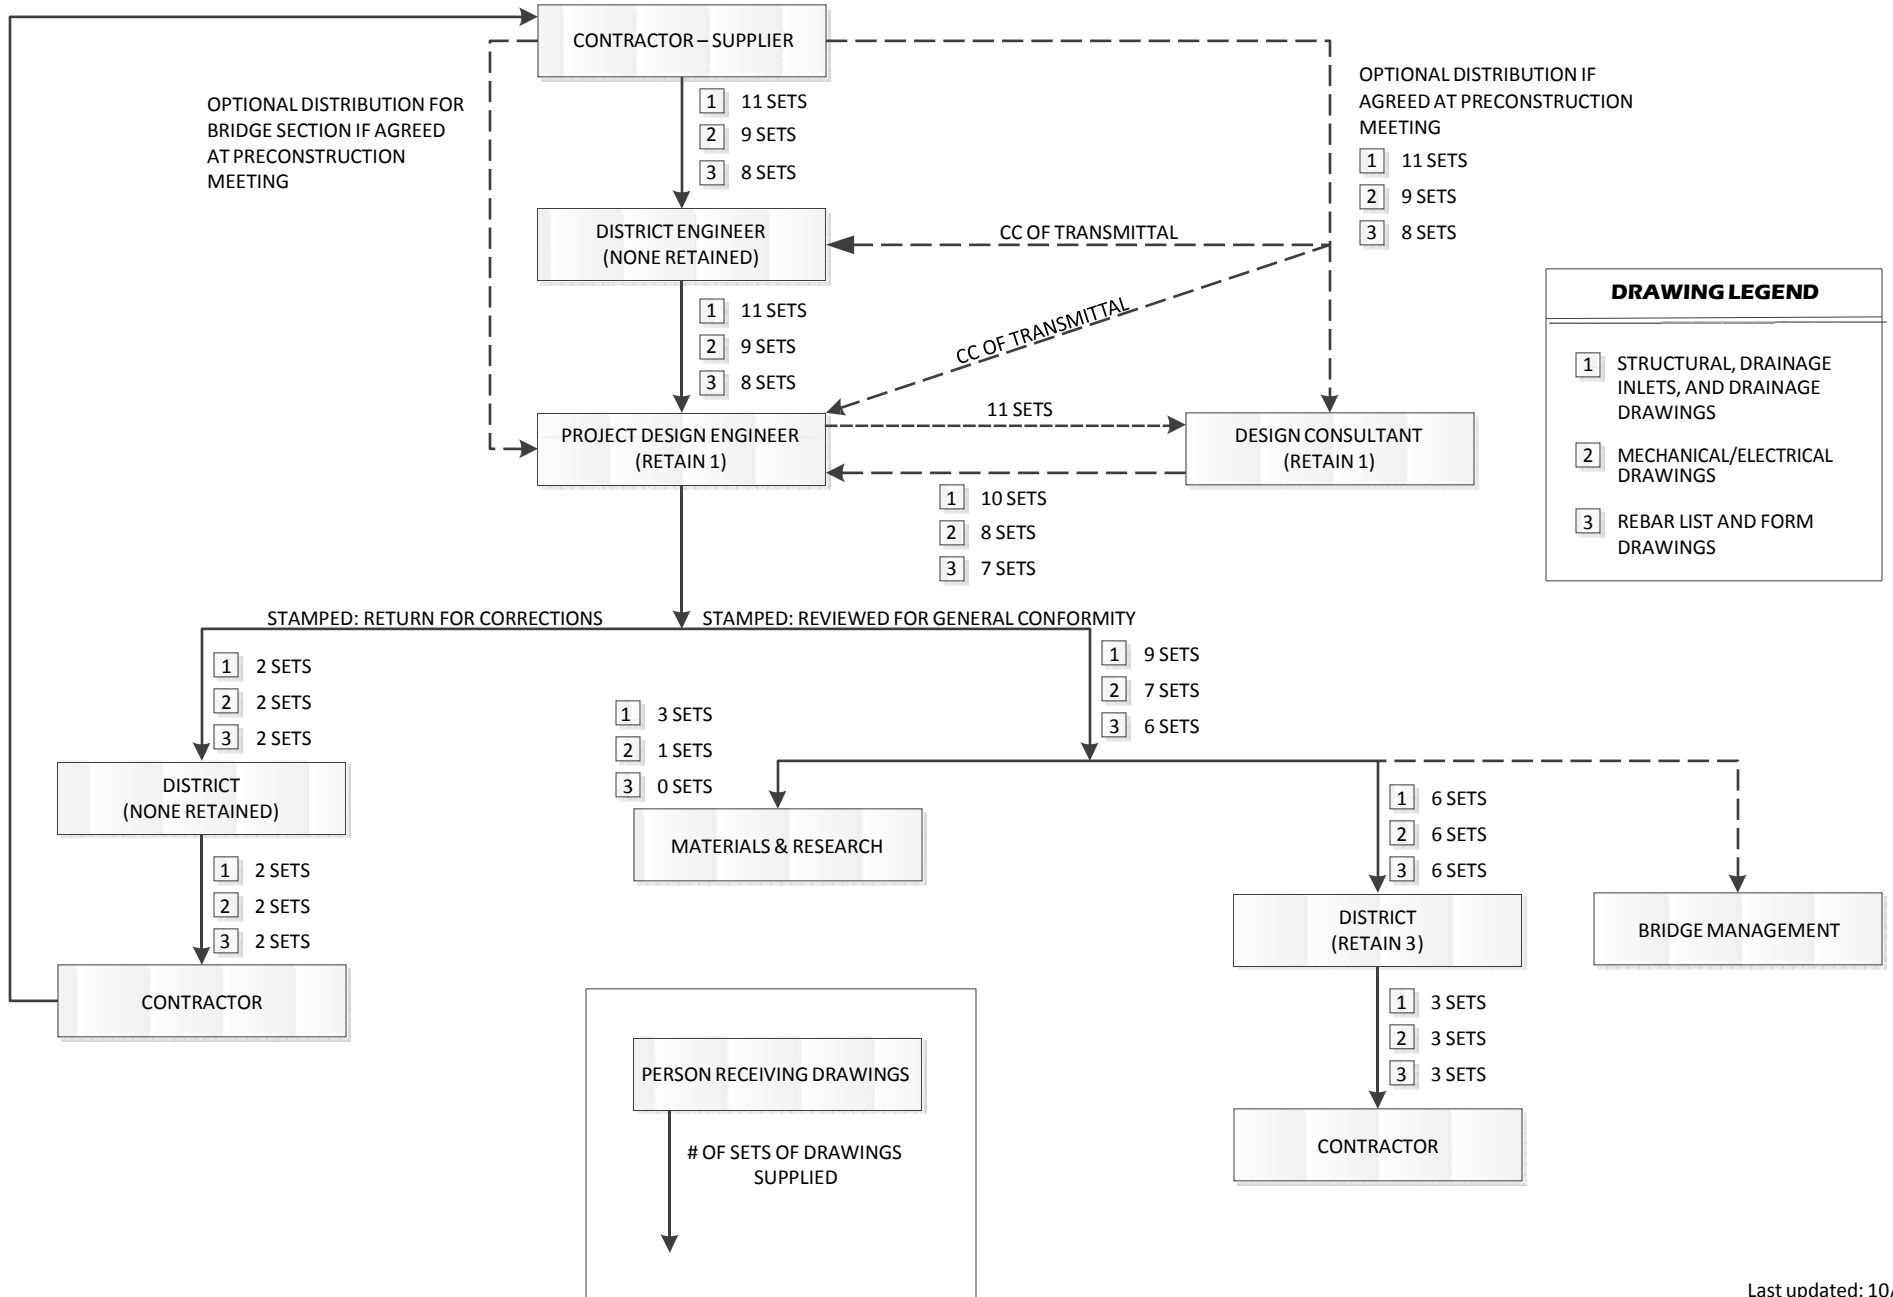 CONTRACTOR – SUPPLIER
OPTIONAL DISTRIBUTION FOR
BRIDGE SECTION IF AGREED
AT PRECONSTRUCTION
MEETING
1 11 SETS
2 9 SETS
3 8 SETS
OPTIONAL DISTRIBUTION IF
AGREED AT PRECONSTRUCTION
MEETING
1 11 SETS
2 9 SETS
3 8 SETS
DISTRICT ENGINEER
(NONE RETAINED)
CC OF TRANSMITTAL
CC OF TRANSMITTAL
1 11 SETS
2 9 SETS
3 8 SETS
DRAWING LEGEND
1 STRUCTURAL, DRAINAGE
INLETS, AND DRAINAGE
DRAWINGS
2 MECHANICAL/ELECTRICAL
DRAWINGS
3 REBAR LIST AND FORM
DRAWINGS
PROJECT DESIGN ENGINEER
(RETAIN 1)
11 SETS
DESIGN CONSULTANT
(RETAIN 1)
1 10 SETS
2 8 SETS
3 7 SETS
STAMPED: RETURN FOR CORRECTIONS
STAMPED: REVIEWED FOR GENERAL CONFORMITY
1 2 SETS
2 2 SETS
3 2 SETS
1 9 SETS
2 7 SETS
3 6 SETS
1 3 SETS
2 1 SETS
3 0 SETS
DISTRICT
(NONE RETAINED)
MATERIALS & RESEARCH
1 6 SETS
2 6 SETS
3 6 SETS
1 2 SETS
2 2 SETS
3 2 SETS
DISTRICT
(RETAIN 3)
BRIDGE MANAGEMENT
CONTRACTOR
1 3 SETS
2 3 SETS
3 3 SETS
PERSON RECEIVING DRAWINGS
# OF SETS OF DRAWINGS
SUPPLIED
CONTRACTOR
Last updated: 10/